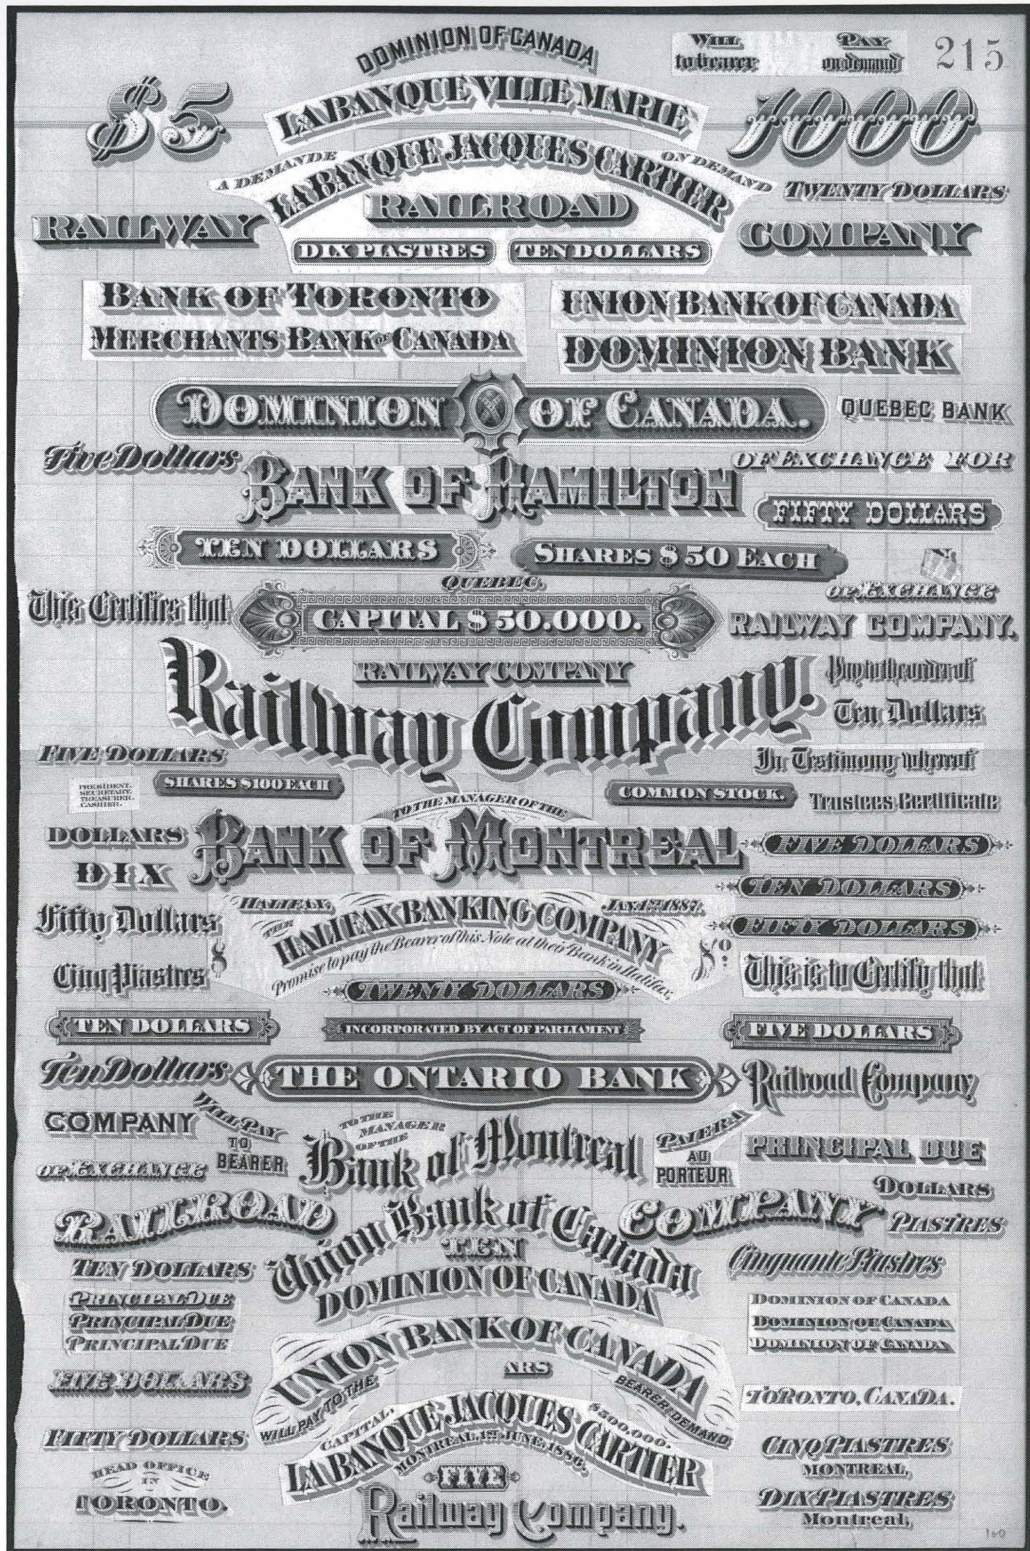 DOMINION OF CANADA
WILL PAY
to bearer on demand
215
$5
LA BANQUE VILLE MARIE
1000
A DEMANDE
LA BANQUE JACQUES CARTIER
ON DEMAND
TWENTY DOLLARS
RAILWAY
RAILROAD
COMPANY
DIX PIASTRES
TEN DOLLARS
BANK OF TORONTO
UNION BANK OF CANADA
MERCHANTS BANK OF CANADA
DOMINION BANK
DOMINION OF CANADA.
QUEBEC BANK
Five Dollars
BANK OF HAMILTON
OF EXCHANGE FOR
FIFTY DOLLARS
TEN DOLLARS
SHARES $50 EACH
QUEBEC,
This Certifies that
CAPITAL $50.000.
OF EXCHANGE
RAILWAY COMPANY.
RAILWAY COMPANY
Railway Company.
Pay to the order of
Ten Dollars
FIVE DOLLARS
In Testimony whereof
PRESIDENT.
SECRETARY.
TREASURER.
CASHIER.
SHARES $100 EACH
COMMON STOCK.
Trustees Certificate
TO THE MANAGER OF THE
DOLLARS
BANK OF MONTREAL
FIVE DOLLARS
DIX
TEN DOLLARS
HALIFAX,
JAN. 1887.
Fifty Dollars
THE
HALIFAX BANKING COMPANY
FIFTY DOLLARS
Promise to pay the Bearer of this Note at their Bank in Halifax,
Cinq Piastres
This is to Certify that
TWENTY DOLLARS
TEN DOLLARS
INCORPORATED BY ACT OF PARLIAMENT
FIVE DOLLARS
Ten Dollars
THE ONTARIO BANK
Railroad Company
COMPANY
WILL PAY
TO
BEARER
TO THE
MANAGER
OF THE
Bank of Montreal
PAIERA
AU
PORTEUR
PRINCIPAL DUE
OF EXCHANGE
DOLLARS
RAILROAD
Union Bank of Canada
COMPANY
PIASTRES
TEN
TEN DOLLARS
DOMINION OF CANADA
Cinquante Piastres
PRINCIPAL DUE
PRINCIPAL DUE
PRINCIPAL DUE
DOMINION OF CANADA
DOMINION OF CANADA
DOMINION OF CANADA
UNION BANK OF CANADA
ARS
FIVE DOLLARS
WILL PAY TO THE
BEARER DEMAND
TORONTO, CANADA.
CAPITAL,
$500,000.
LA BANQUE JACQUES CARTIER
FIFTY DOLLARS
MONTREAL, JUNE, 1886.
CINQ PIASTRES
MONTREAL,
HEAD OFFICE
IN
TORONTO.
FIVE
Railway Company.
DIX PIASTRES
Montreal,